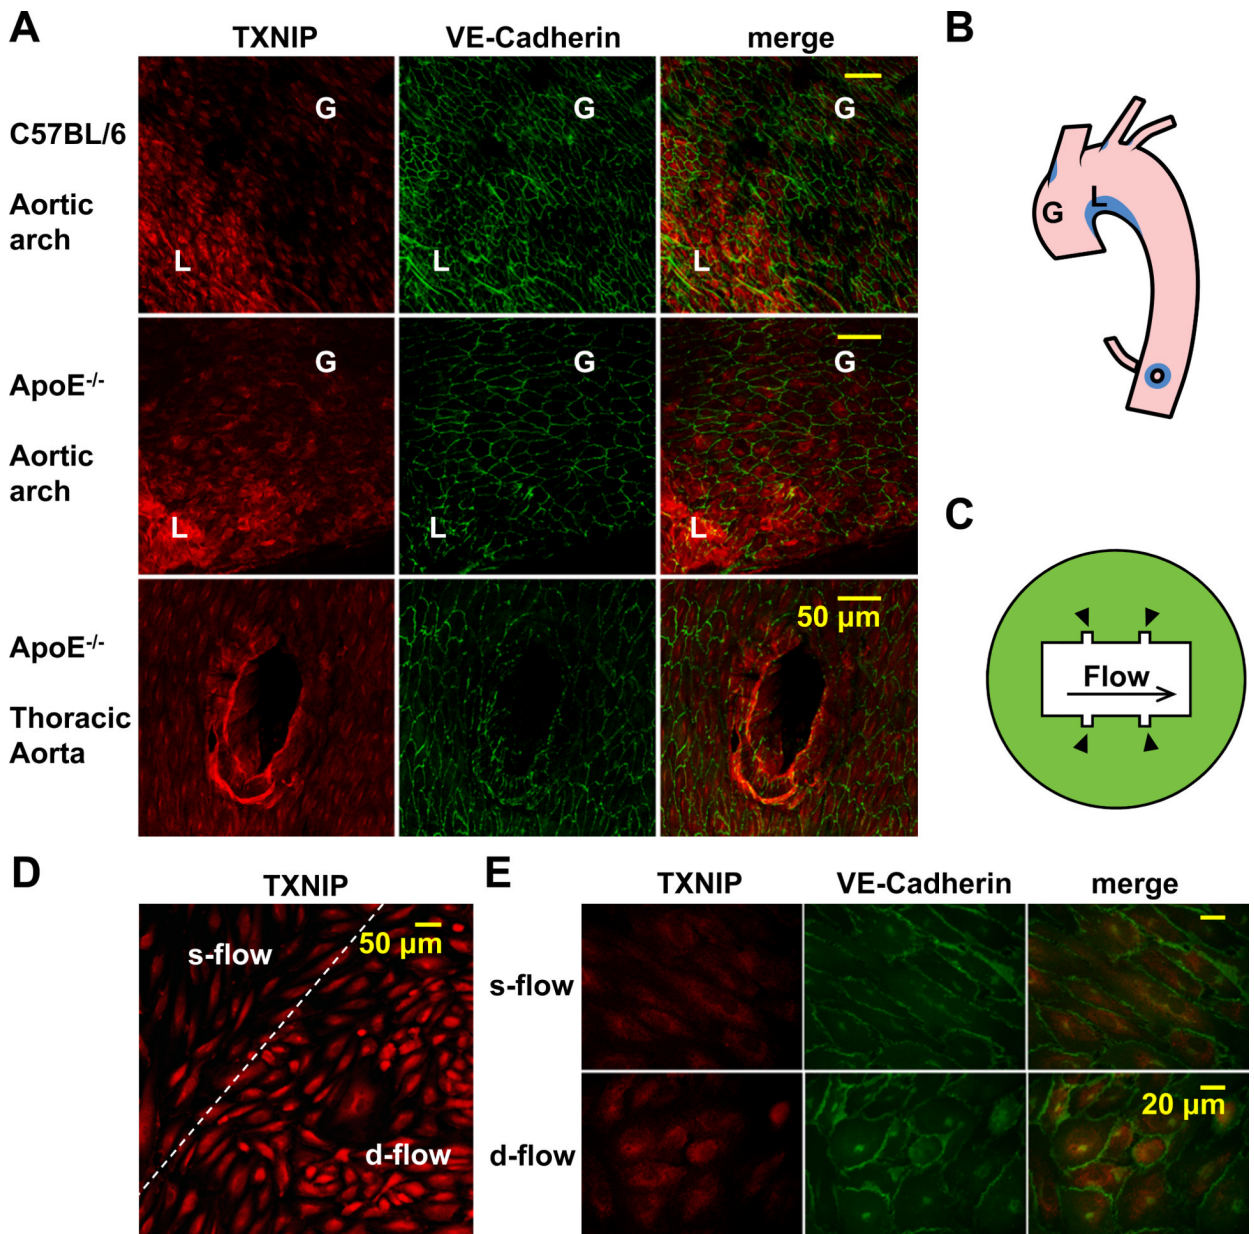 A
TXNIP VE-Cadherin merge
C57BL/6
Aortic
arch
G G G
L L L
ApoE-/-
Aortic
arch
G G G
L L L
ApoE-/-
Thoracic
Aorta
50 µm
B
G L
C
Flow
D
TXNIP
s-flow
50 µm
d-flow
E
TXNIP VE-Cadherin merge
s-flow
d-flow
20 µm